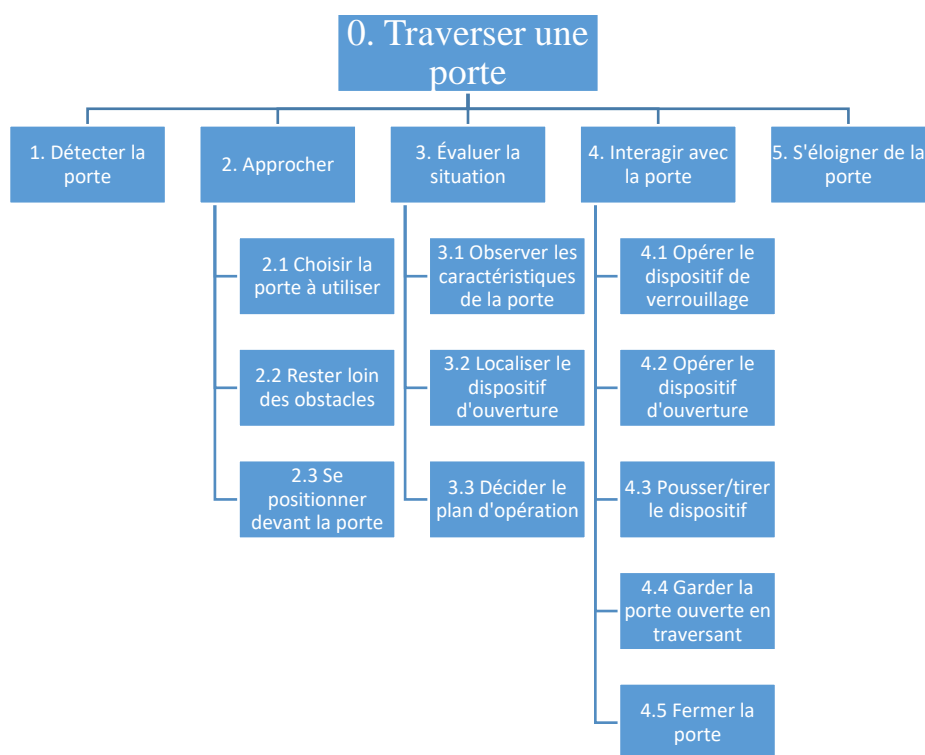 0. Traverser une
porte
1. Détecter la
porte
2. Approcher
3. Évaluer la
situation
4. Interagir avec
la porte
5. S'éloigner de la
porte
2.1 Choisir la
porte à utiliser
2.2 Rester loin
des obstacles
2.3 Se
positionner
devant la porte
3.1 Observer les
caractéristiques
de la porte
3.2 Localiser le
dispositif
d'ouverture
3.3 Décider le
plan d'opération
4.1 Opérer le
dispositif de
verrouillage
4.2 Opérer le
dispositif
d'ouverture
4.3 Pousser/tirer
le dispositif
4.4 Garder la
porte ouverte en
traversant
4.5 Fermer la
porte